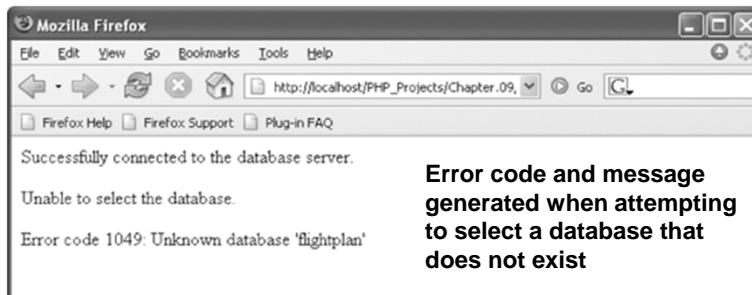 Mozilla Firefox
File Edit View Go Bookmarks Tools Help
http://localhost/PHP_Projects/Chapter.09, Go G
Firefox Help Firefox Support Plug-in FAQ
Successfully connected to the database server.
Unable to select the database.
Error code 1049: Unknown database 'flightplan'
Error code and message
generated when attempting
to select a database that
does not exist